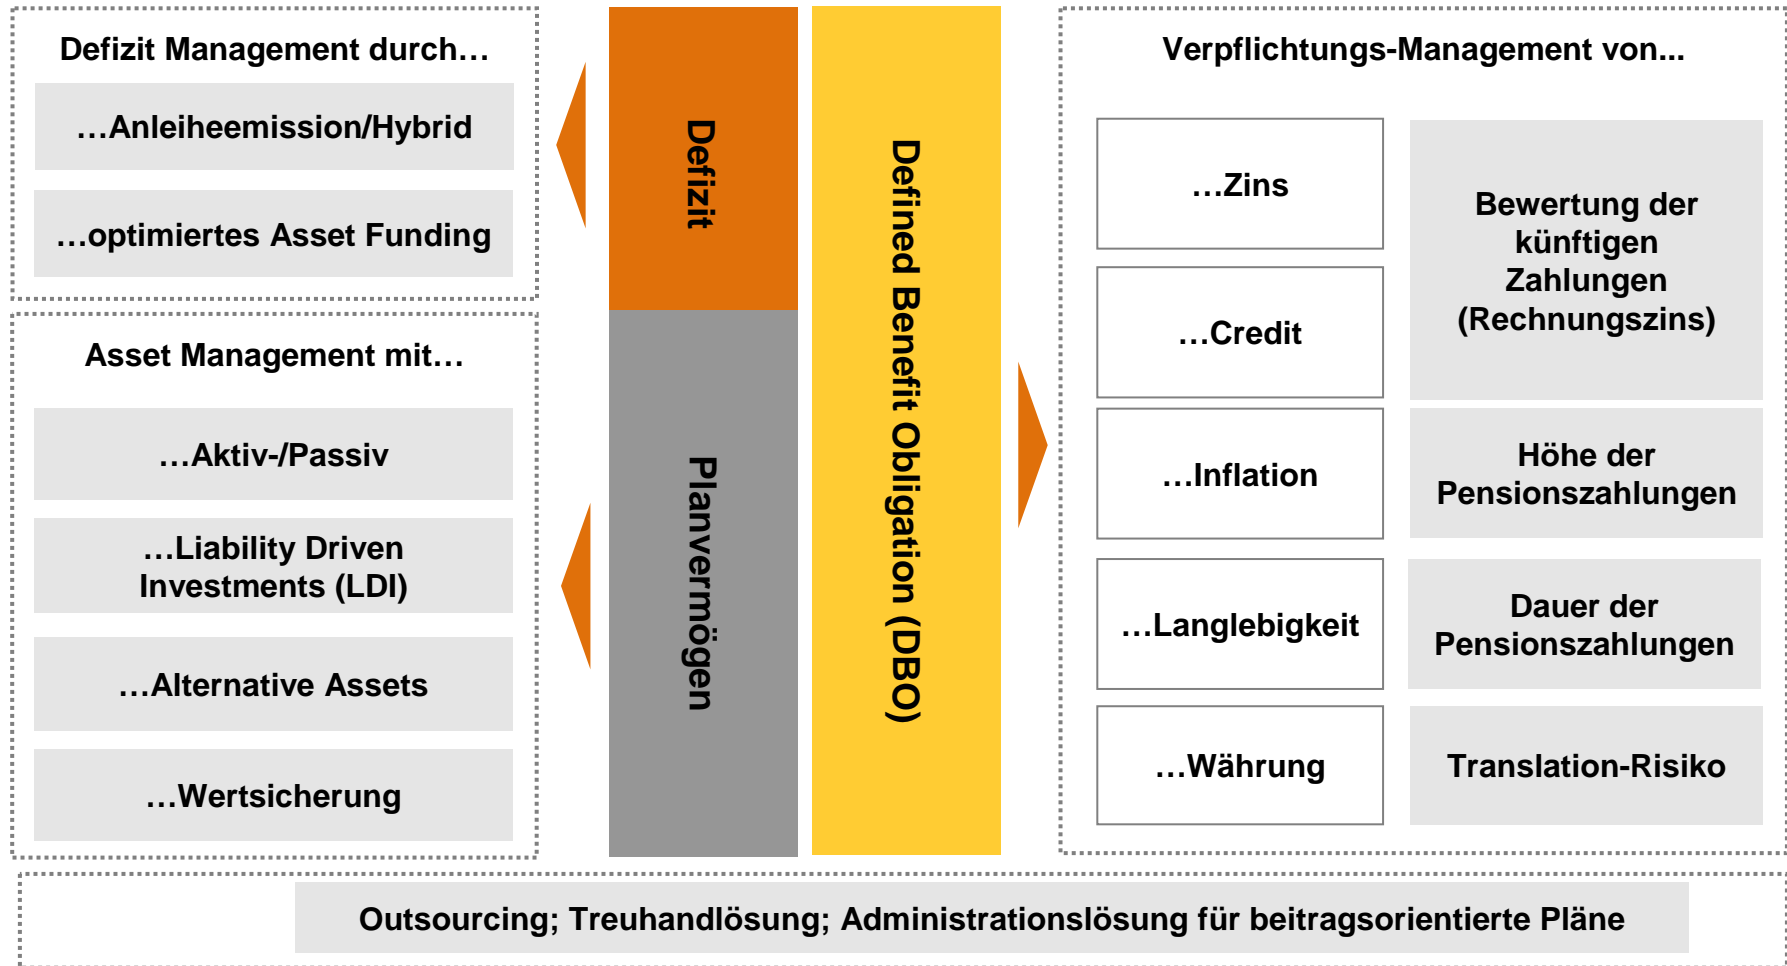 Defizit Management durch…
…Anleiheemission/Hybrid
…optimiertes Asset Funding
Asset Management mit…
…Aktiv-/Passiv
…Liability Driven
Investments (LDI)
…Alternative Assets
…Wertsicherung
Defizit
Planvermögen
Defined Benefit Obligation (DBO)
Verpflichtungs-Management von...
…Zins
…Credit
Bewertung der
künftigen
Zahlungen
(Rechnungszins)
…Inflation
Höhe der
Pensionszahlungen
…Langlebigkeit
Dauer der
Pensionszahlungen
…Währung
Translation-Risiko
Outsourcing; Treuhandlösung; Administrationslösung für beitragsorientierte Pläne